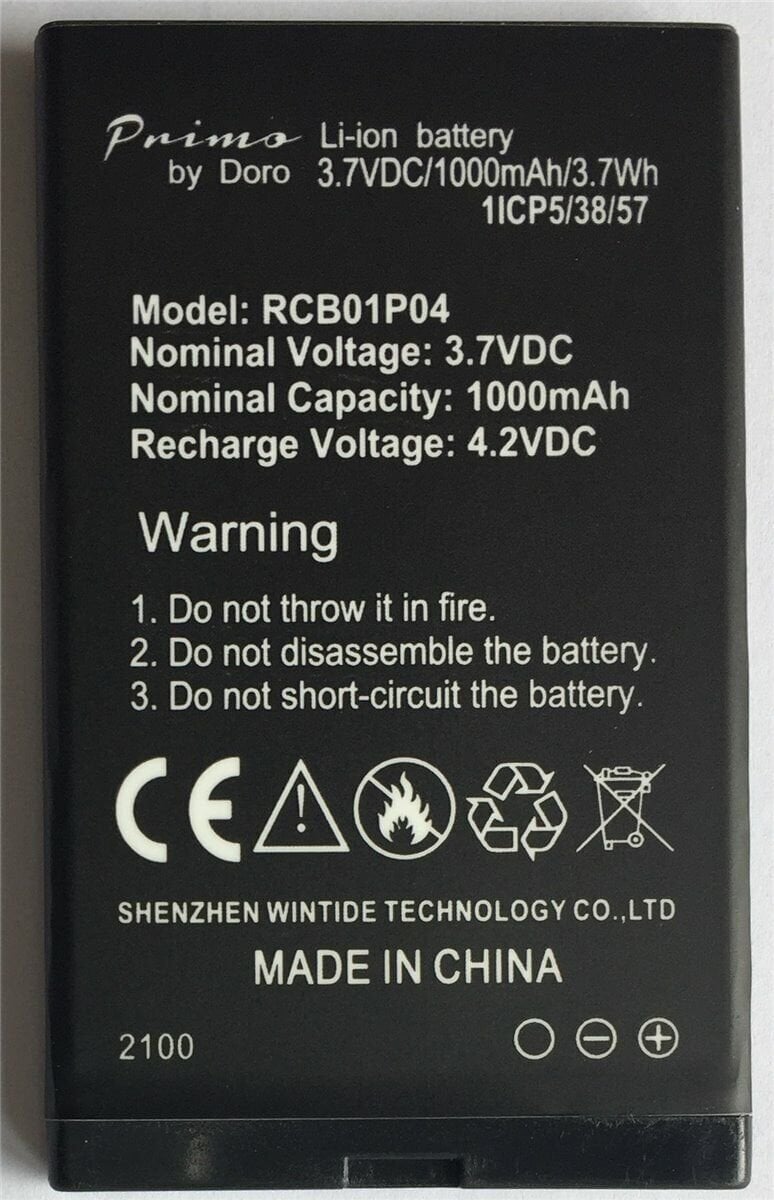 Primo Li-ion battery
by Doro 3.7VDC/1000mAh/3.7Wh
1ICP5/38/57
Model: RCB01P04
Nominal Voltage: 3.7VDC
Nominal Capacity: 1000mAh
Recharge Voltage: 4.2VDC
Warning
1. Do not throw it in fire.
2. Do not disassemble the battery.
3. Do not short-circuit the battery.
CE
SHENZHEN WINTIDE TECHNOLOGY CO.,LTD
MADE IN CHINA
2100